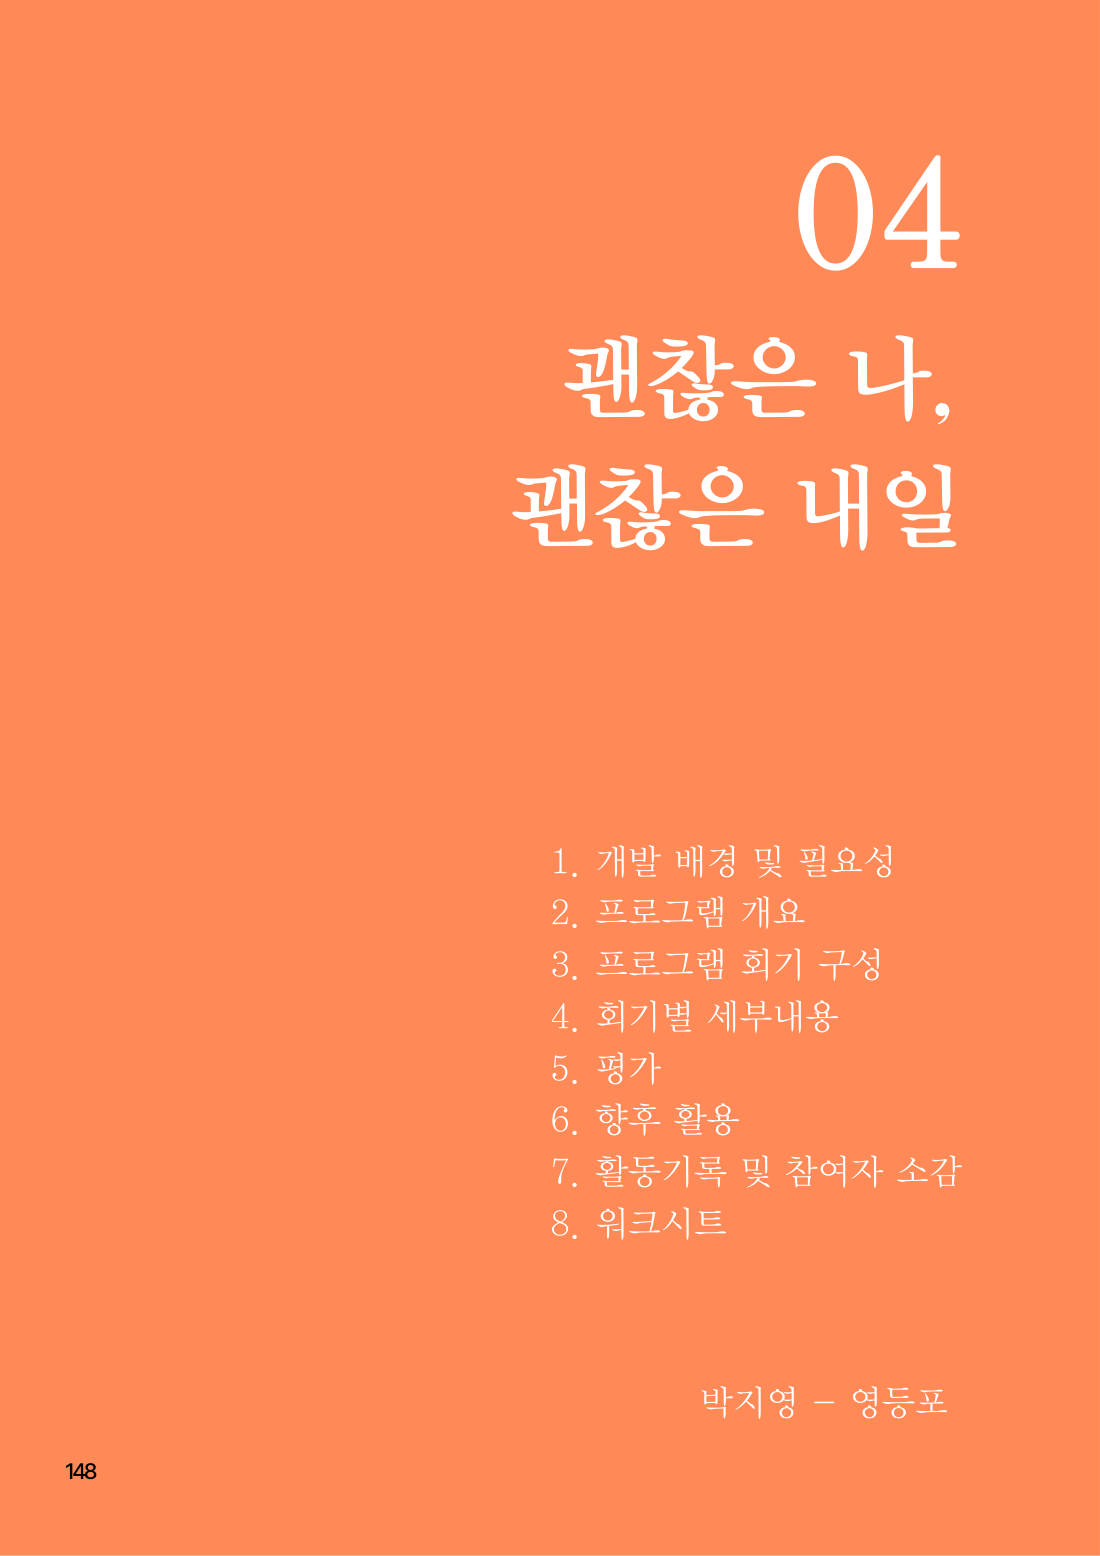 04
괜찮은 나,
괜찮은 내일
1. 개발 배경 및 필요성
2. 프로그램 개요
3. 프로그램 회기 구성
4. 회기별 세부내용
5. 평가
6. 향후 활용
7. 활동기록 및 참여자 소감
8. 워크시트
박지영 – 영등포
148